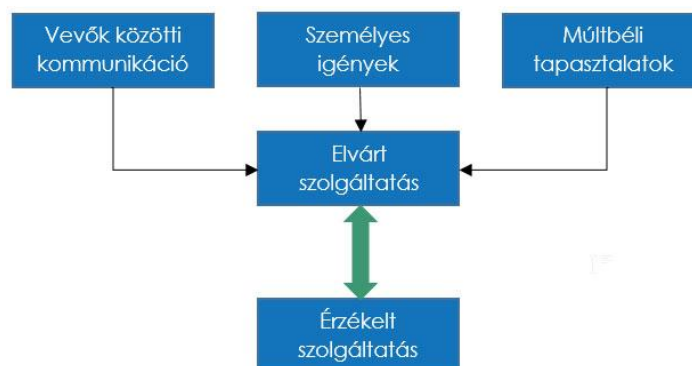 Vevők közötti
kommunikáció
Személyes
igények
Múltbéli
tapasztalatok
Elvárt
szolgáltatás
Érzékelt
szolgáltatás